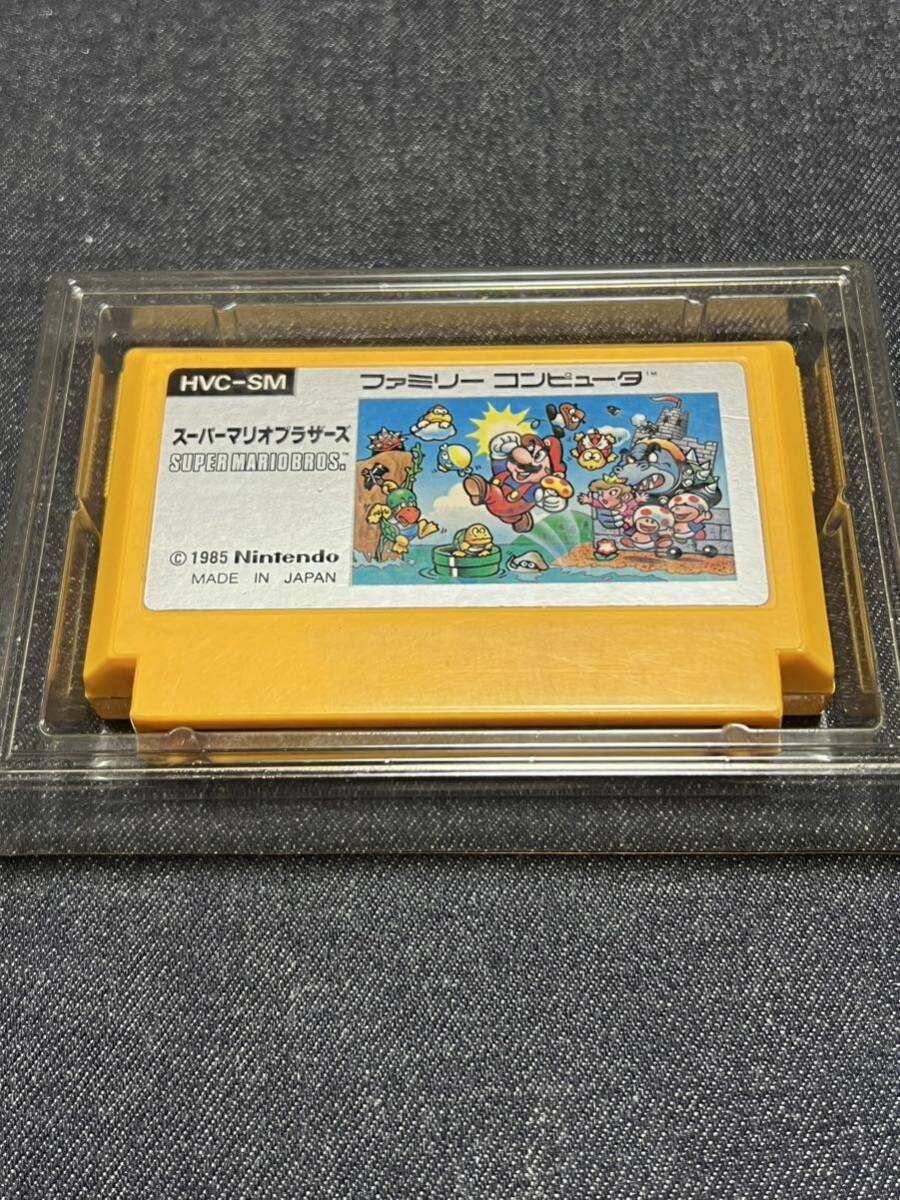 HVC-SM
ファミリー コンピュータ™
スーパーマリオブラザーズ
SUPER MARIO BROS.™
© 1985 Nintendo
MADE IN JAPAN